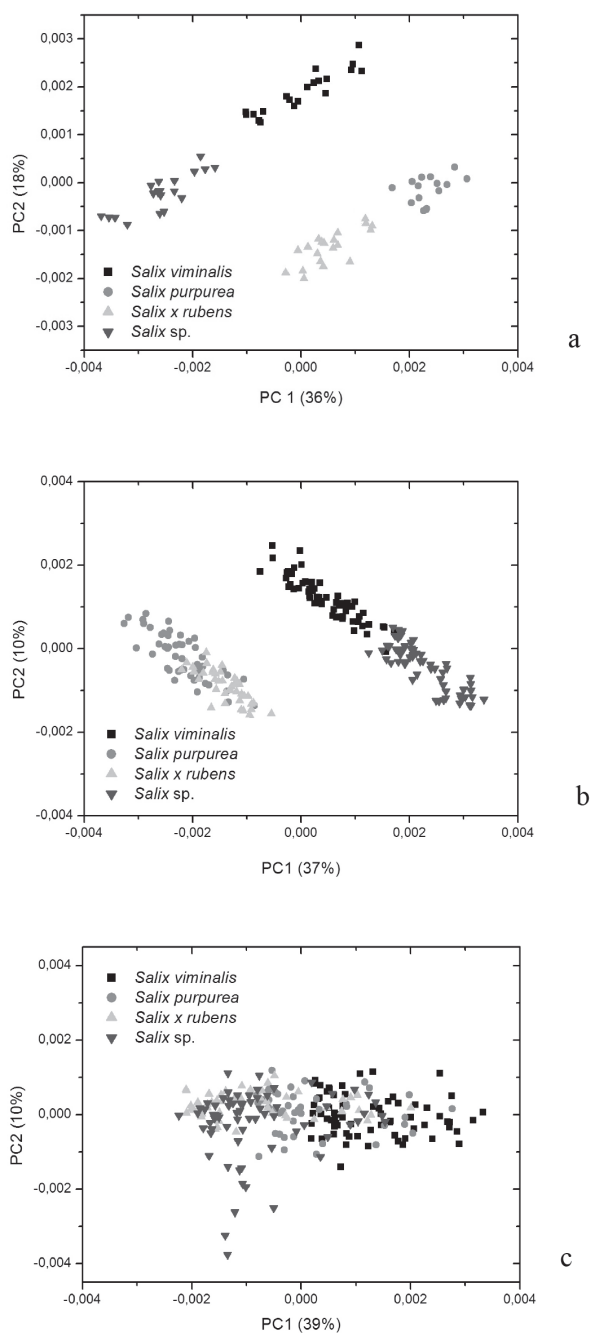 0,003
0,002
0,001
0,000
-0,001
-0,002
-0,003
PC2 (18%)
Salix viminalis
Salix purpurea
Salix x rubens
Salix sp.
-0,004 -0,002 0,000 0,002 0,004
PC 1 (36%)
a
0,004
0,002
0,000
-0,002
-0,004
PC2 (10%)
Salix viminalis
Salix purpurea
Salix x rubens
Salix sp.
-0,004 -0,002 0,000 0,002 0,004
PC1 (37%)
b
0,004
0,002
0,000
-0,002
-0,004
PC2 (10%)
Salix viminalis
Salix purpurea
Salix x rubens
Salix sp.
-0,004 -0,002 0,000 0,002 0,004
PC1 (39%)
c